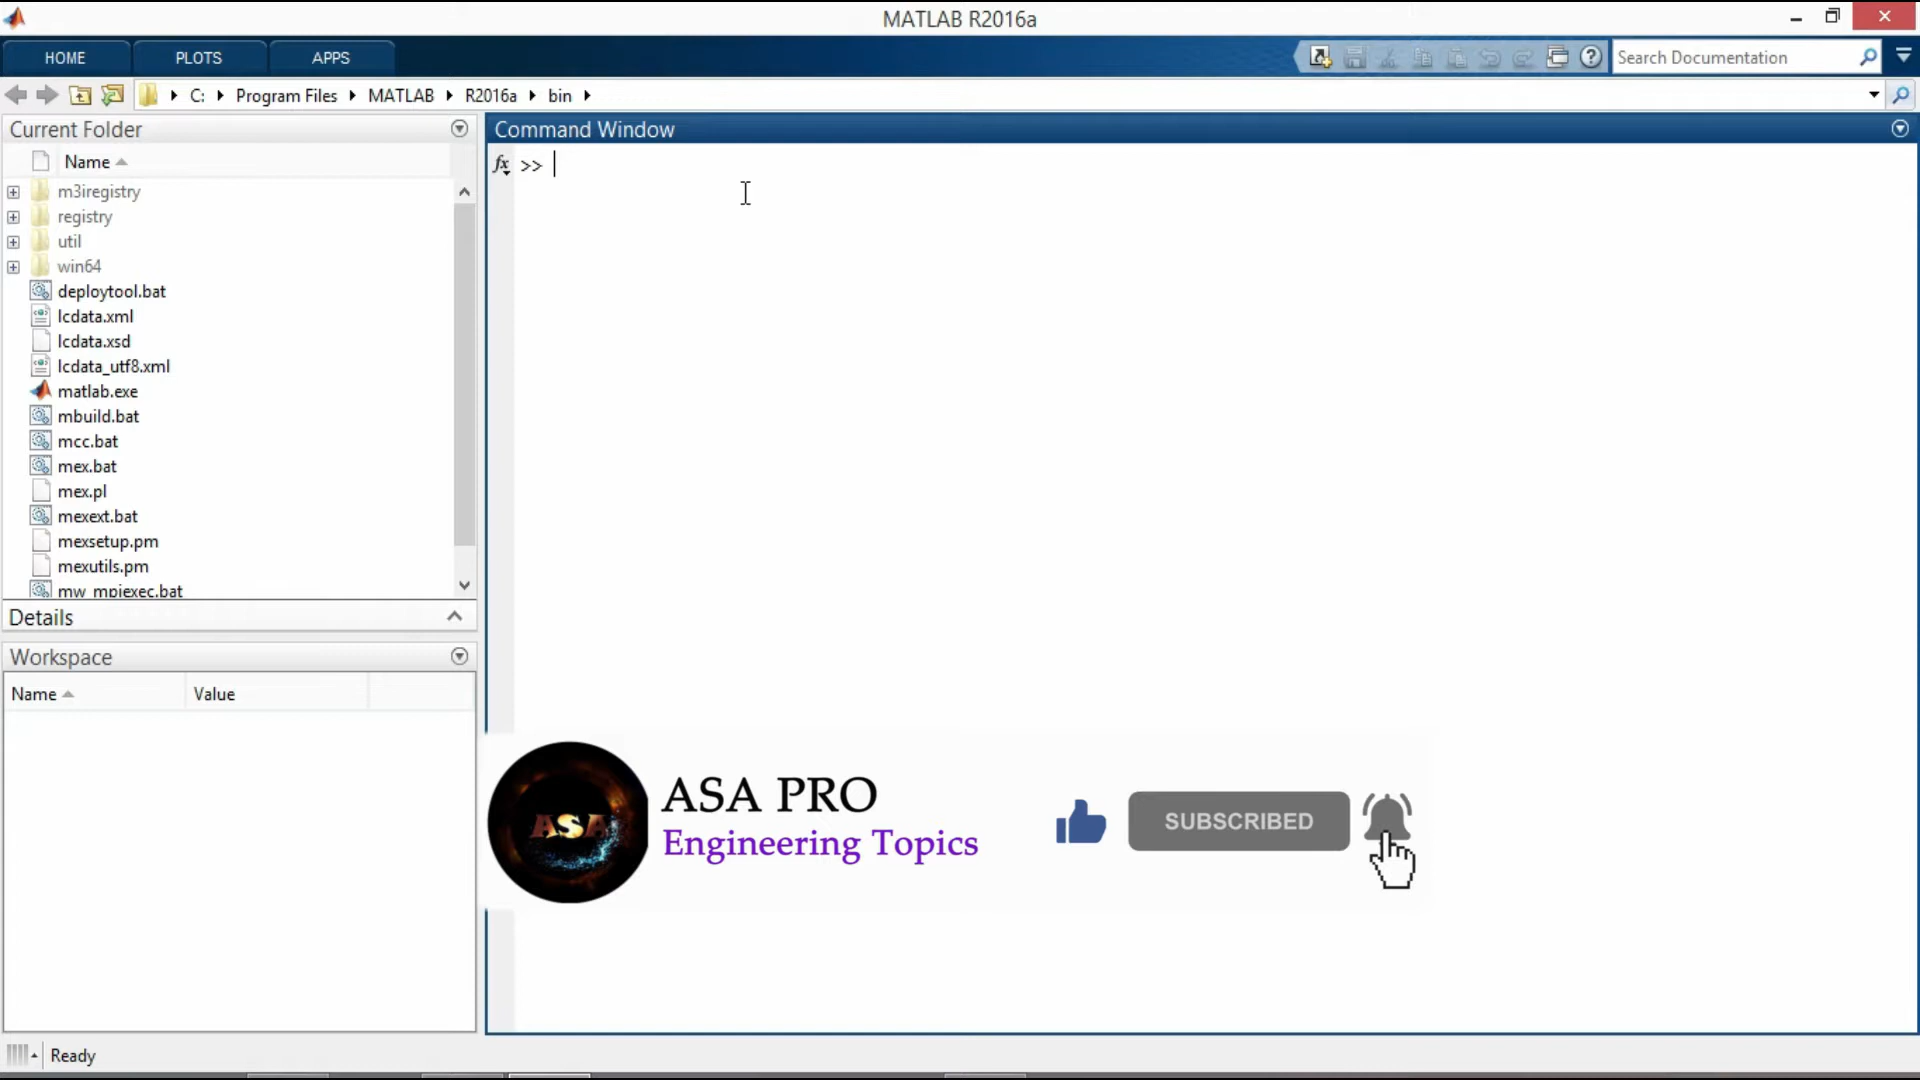 MATLAB R2016a
HOME
PLOTS
APPS
Search Documentation
C:
Program Files
MATLAB
R2016a
bin
Current Folder
Name
m3iregistry
registry
util
win64
deploytool.bat
lcdata.xml
lcdata.xsd
lcdata_utf8.xml
matlab.exe
mbuild.bat
mcc.bat
mex.bat
mex.pl
mexext.bat
mexsetup.pm
mexutils.pm
mw_mpiexec.bat
Details
Workspace
Name
Value
Command Window
fx >>
ASA
ASA PRO
Engineering Topics
SUBSCRIBED
Ready